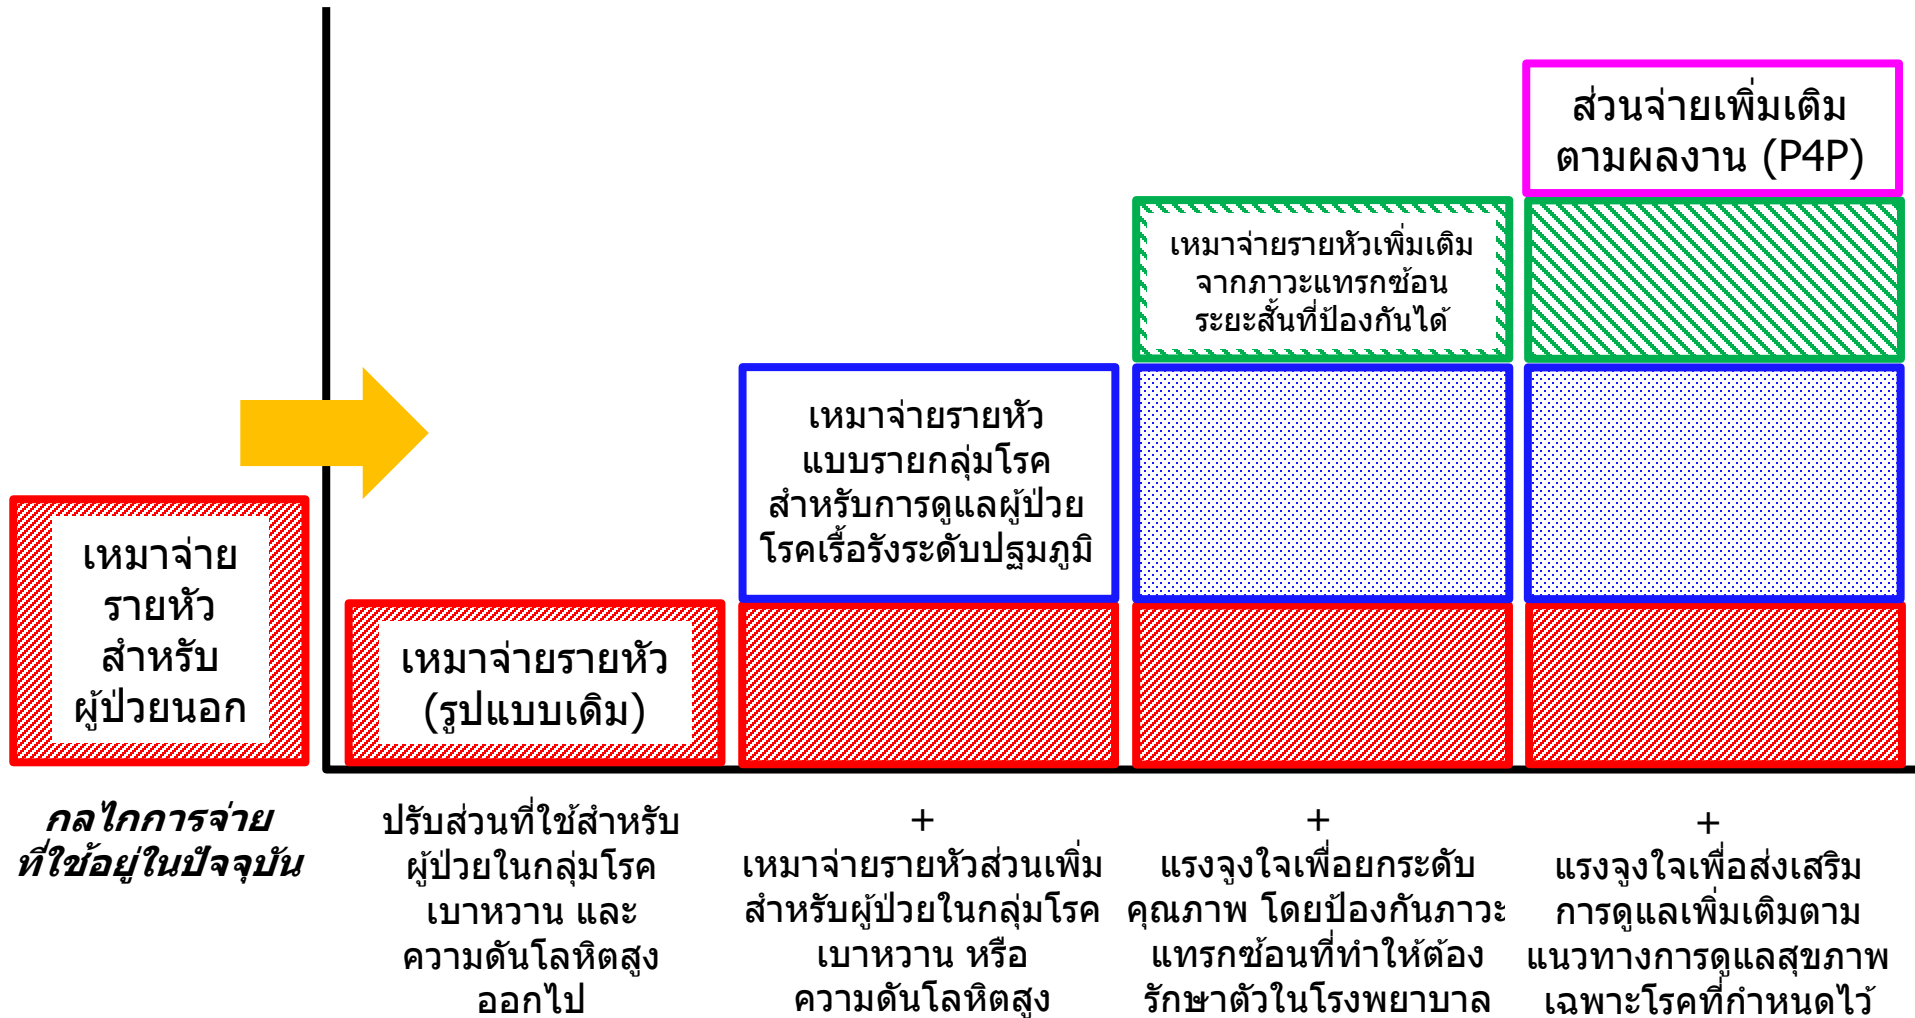 ส่วนจ่ายเพิ่มเติม
ตามผลงาน (P4P)
เหมาจ่ายรายหัวเพิ่มเติม
จากภาวะแทรกซ้อน
ระยะสั้นที่ป้องกันได้
เหมาจ่ายรายหัว
แบบรายกลุ่มโรค
สำหรับการดูแลผู้ป่วย
โรคเรื้อรังระดับปฐมภูมิ
เหมาจ่าย
รายหัว
สำหรับ
ผู้ป่วยนอก
เหมาจ่ายรายหัว
(รูปแบบเดิม)
กลไกการจ่าย
ที่ใช้อยู่ในปัจจุบัน
ปรับส่วนที่ใช้สำหรับ
ผู้ป่วยในกลุ่มโรค
เบาหวาน และ
ความดันโลหิตสูง
ออกไป
+
เหมาจ่ายรายหัวส่วนเพิ่ม
สำหรับผู้ป่วยในกลุ่มโรค
เบาหวาน หรือ
ความดันโลหิตสูง
+
แรงจูงใจเพื่อยกระดับ
คุณภาพ โดยป้องกันภาวะ
แทรกซ้อนที่ทำให้ต้อง
รักษาตัวในโรงพยาบาล
+
แรงจูงใจเพื่อส่งเสริม
การดูแลเพิ่มเติมตาม
แนวทางการดูแลสุขภาพ
เฉพาะโรคที่กำหนดไว้